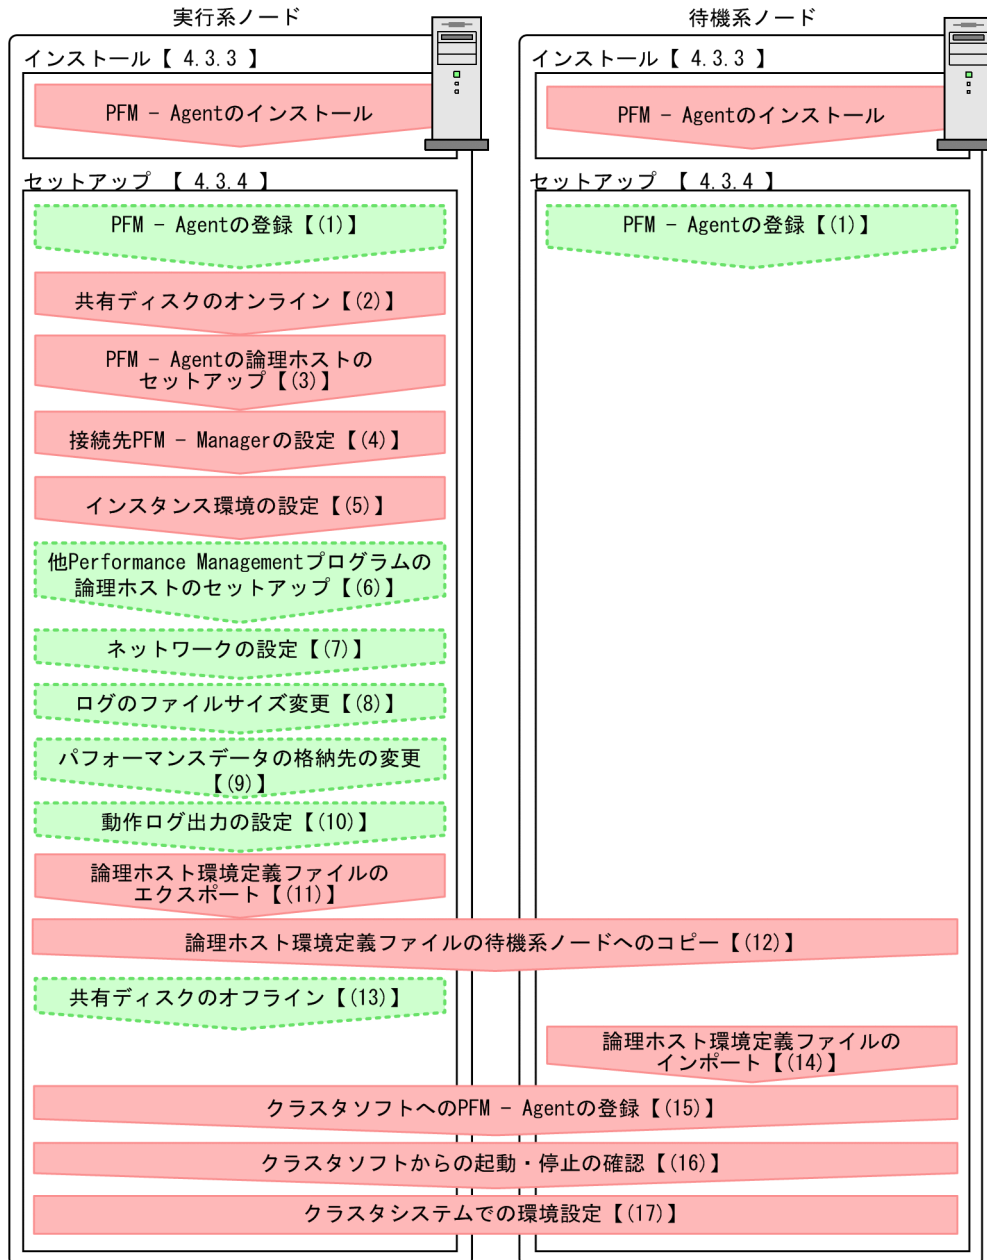 実行系ノード
待機系ノード
インストール【 4.3.3 】
インストール【 4.3.3 】
PFM － Agentのインストール
PFM － Agentのインストール
セットアップ 【 4.3.4 】
セットアップ 【 4.3.4 】
PFM － Agentの登録【(1)】
PFM － Agentの登録【(1)】
共有ディスクのオンライン【(2)】
PFM － Agentの論理ホストの
セットアップ【(3)】
接続先PFM － Managerの設定【(4)】
インスタンス環境の設定【(5)】
他Performance Managementプログラムの
論理ホストのセットアップ【(6)】
ネットワークの設定【(7)】
ログのファイルサイズ変更【(8)】
パフォーマンスデータの格納先の変更
【(9)】
動作ログ出力の設定【(10)】
論理ホスト環境定義ファイルの
エクスポート【(11)】
論理ホスト環境定義ファイルの待機系ノードへのコピー【(12)】
共有ディスクのオフライン【(13)】
論理ホスト環境定義ファイルの
インポート【(14)】
クラスタソフトへのPFM － Agentの登録【(15)】
クラスタソフトからの起動・停止の確認【(16)】
クラスタシステムでの環境設定【(17)】